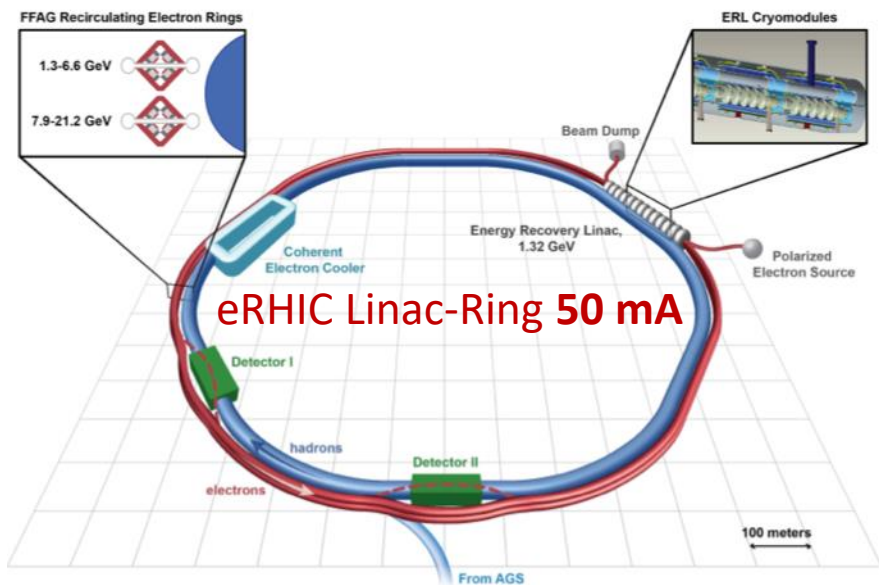 FFAG Recirculating Electron Rings
1.3-6.6 GeV
7.9-21.2 GeV
ERL Cryomodules
Beam Dump
Energy Recovery Linac,
1.32 GeV
Polarized
Electron Source
Coherent
Electron Cooler
eRHIC Linac-Ring 50 mA
Detector I
hadrons
Detector II
electrons
100 meters
From AGS